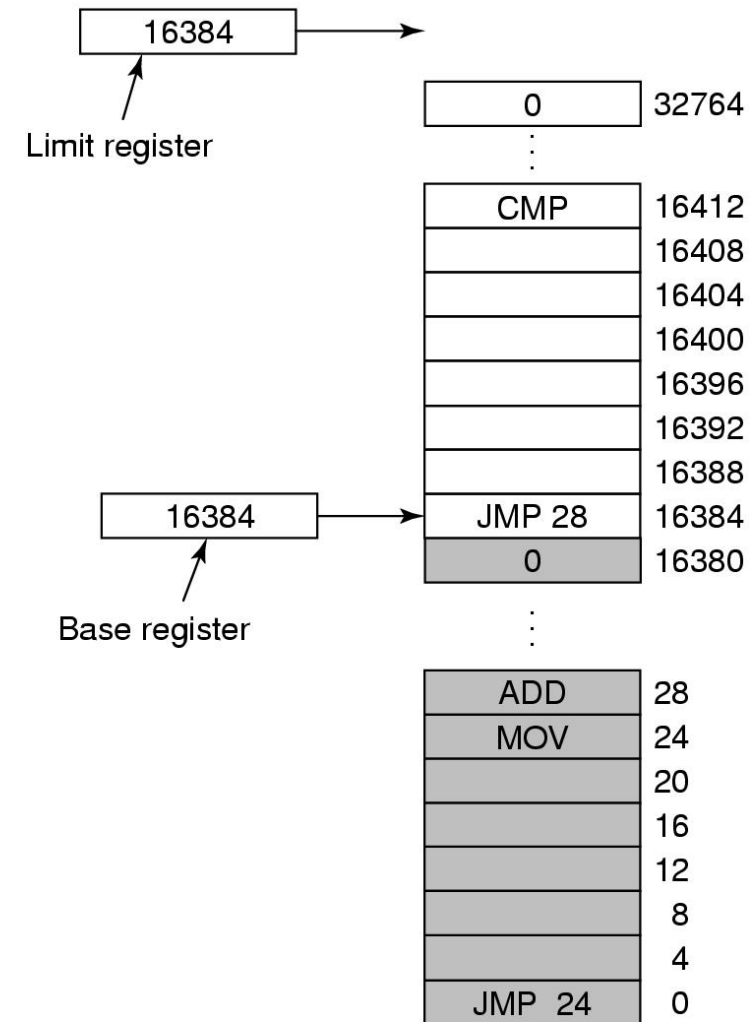 16384
Limit register
0 32764
CMP 16412
16408
16404
16400
16396
16392
16388
16384 JMP 28 16384
0 16380
Base register
ADD 28
MOV 24
20
16
12
8
4
JMP 24 0